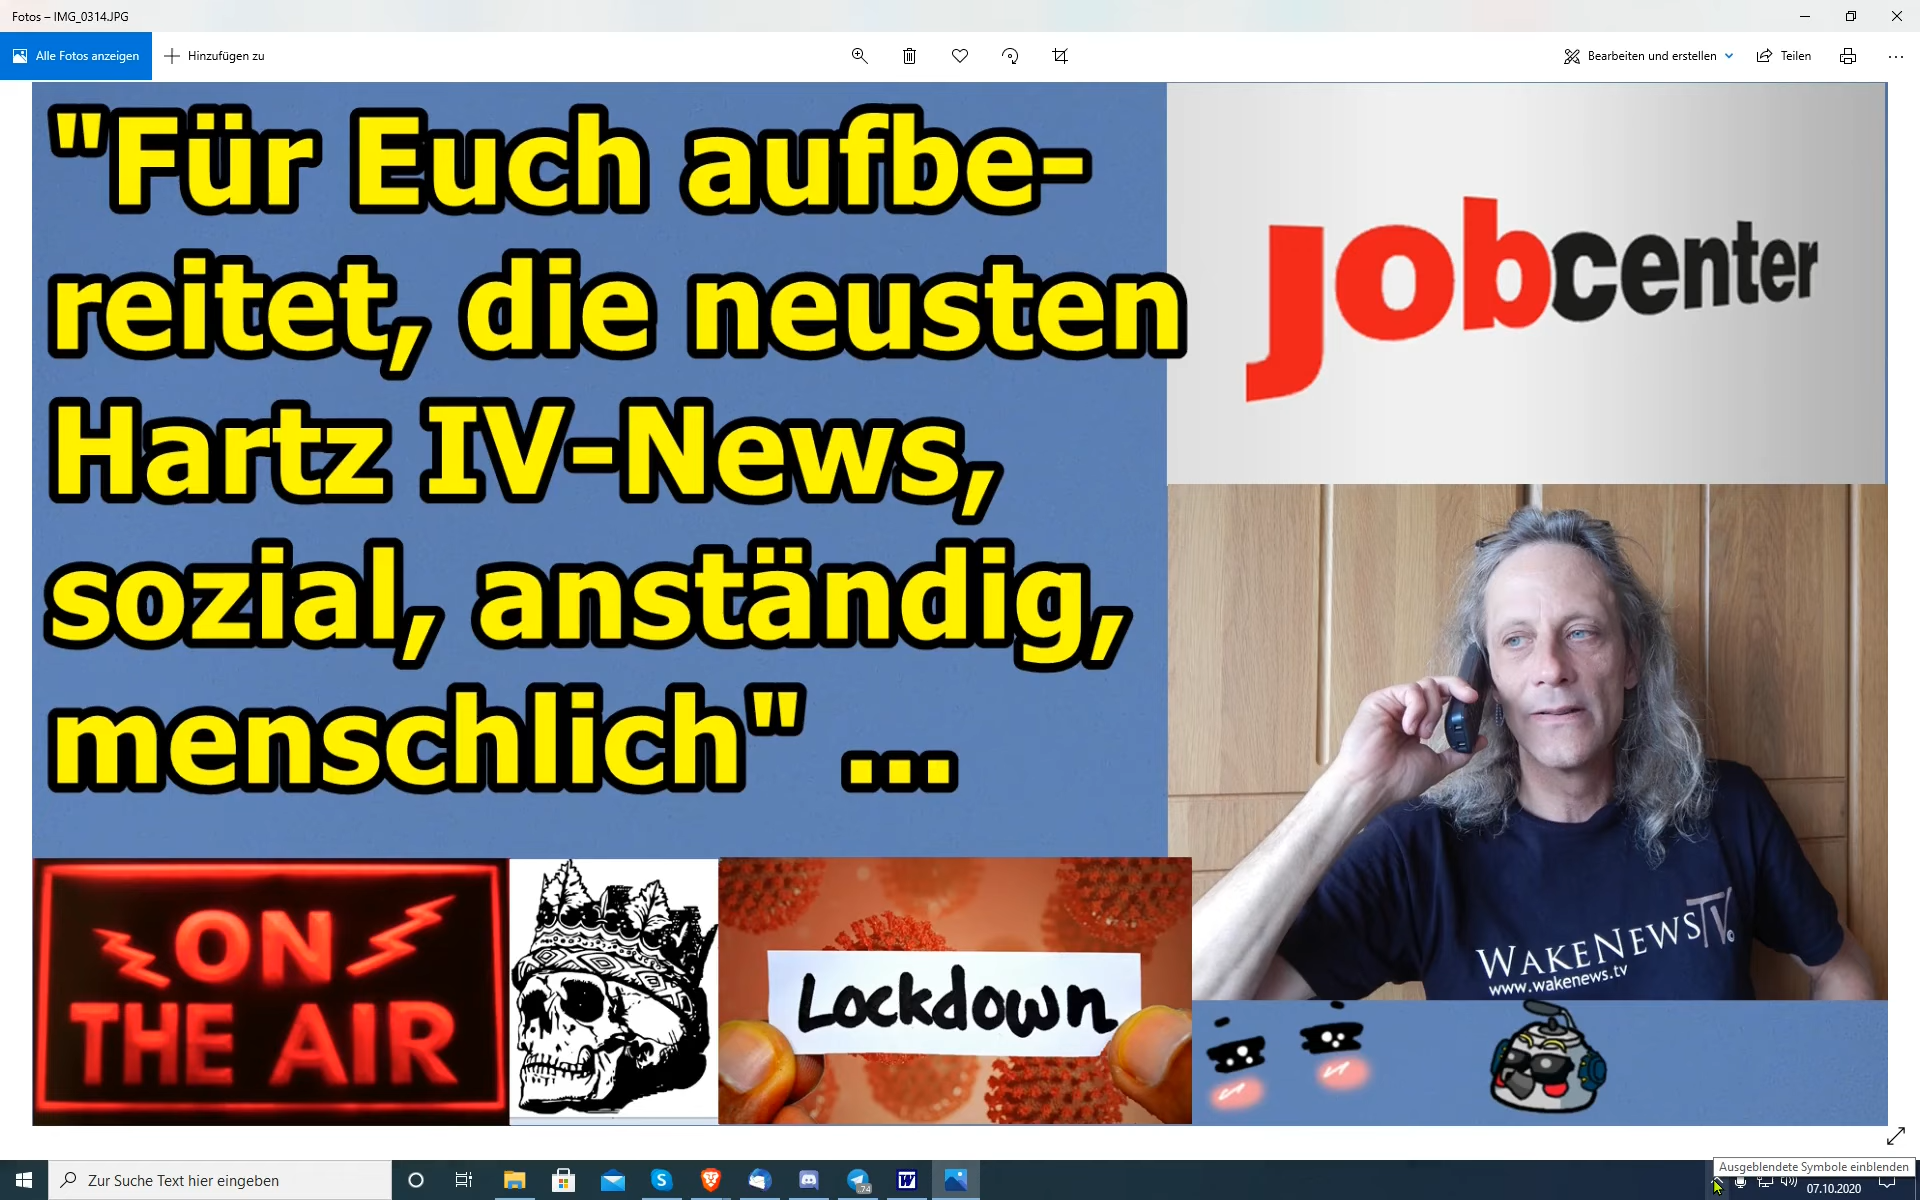 Fotos – IMG_0314.JPG
Alle Fotos anzeigen
Hinzufügen zu
Bearbeiten und erstellen
Teilen
"Für Euch aufbe-
reitet, die neusten
Hartz IV-News,
sozial, anständig,
menschlich" ...
jobcenter
WAKENEWSTV.
www.wakenews.tv
ON
THE AIR
Lockdown
Zur Suche Text hier eingeben
74
W
Ausgeblendete Symbole einblenden
07.10.2020